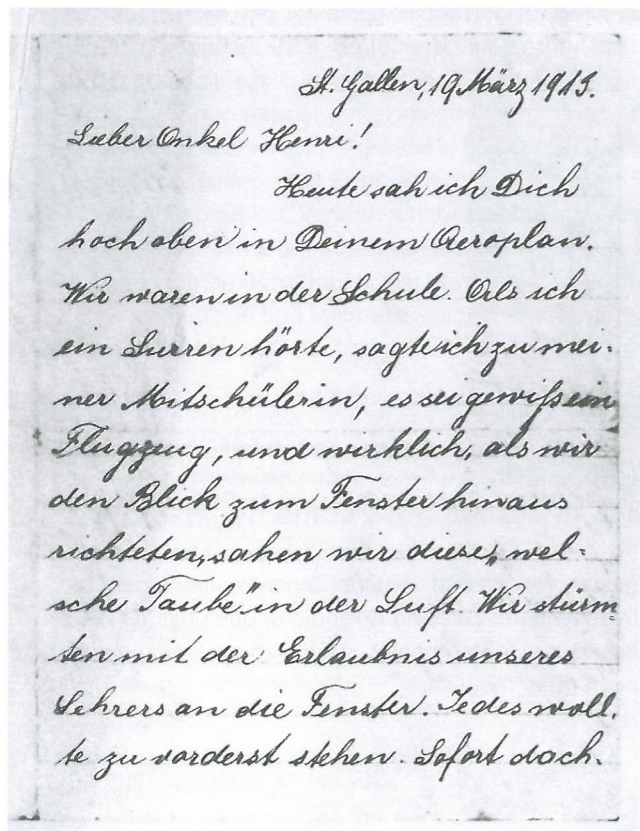 St. Gallen, 19 März 1913.
Lieber Onkel Henri!
Heute sah ich Dich
hoch oben in Deinem Aeroplan.
Wir waren in der Schule. Als ich
ein Surren hörte, sagte ich zu mei-
ner Mitschülerin, es sei gewiß ein
Flugzeug, und wirklich, als wir
den Blick zum Fenster hinaus
richteten, sahen wir diese „wel-
sche Taube" in der Luft. Wir stürm-
ten mit der Erlaubnis unseres
Lehrers an die Fenster. Jedes woll-
te zu vorderst stehen. Sofort dach-